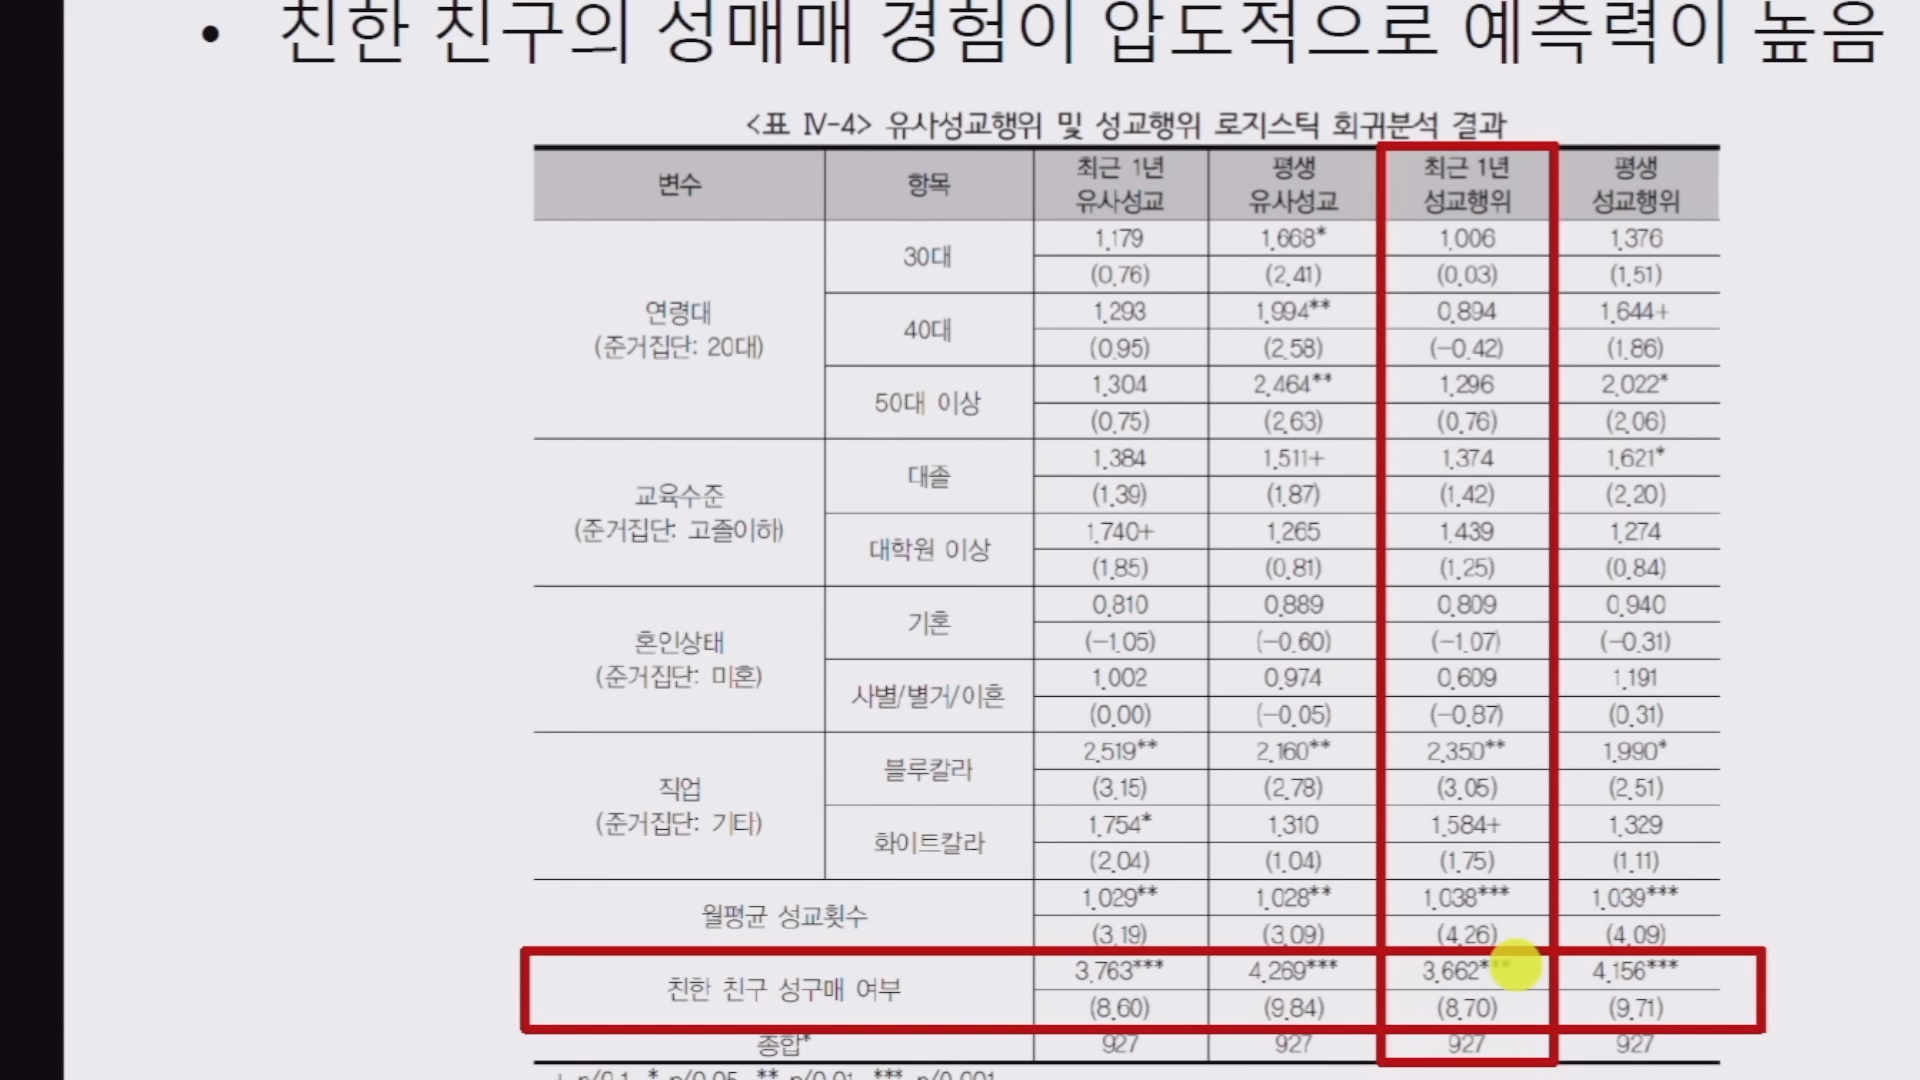 • 친한 친구의 성매매 경험이 압도적으로 예측력이 높음
<표 Ⅳ-4> 유사성교행위 및 성교행위 로지스틱 회귀분석 결과
변수 항목 최근 1년 유사성교 평생 유사성교 최근 1년 성교행위 평생 성교행위
연령대 (준거집단: 20대)
30대 1.179 1.668* 1.006 1.376
(0.76) (2.41) (0.03) (1.51)
40대 1.293 1.994** 0.894 1.644+
(0.95) (2.58) (-0.42) (1.86)
50대 이상 1.304 2.464** 1.296 2.022*
(0.75) (2.63) (0.76) (2.06)
교육수준 (준거집단: 고졸이하)
대졸 1.384 1.511+ 1.374 1.621*
(1.39) (1.87) (1.42) (2.20)
대학원 이상 1.740+ 1.265 1.439 1.274
(1.85) (0.81) (1.25) (0.84)
혼인상태 (준거집단: 미혼)
기혼 0.810 0.889 0.809 0.940
(-1.05) (-0.60) (-1.07) (-0.31)
사별/별거/이혼 1.002 0.974 0.609 1.191
(0.00) (-0.05) (-0.87) (0.31)
직업 (준거집단: 기타)
블루칼라 2.519** 2.160** 2.350** 1.990*
(3.15) (2.78) (3.05) (2.51)
화이트칼라 1.754* 1.310 1.584+ 1.329
(2.04) (1.04) (1.75) (1.11)
월평균 성교횟수 1.029** 1.028** 1.038*** 1.039***
(3.19) (3.09) (4.26) (4.09)
친한 친구 성구매 여부 3.763*** 4.269*** 3.662*** 4.156***
(8.60) (9.84) (8.70) (9.71)
종합* 927 927 927 927